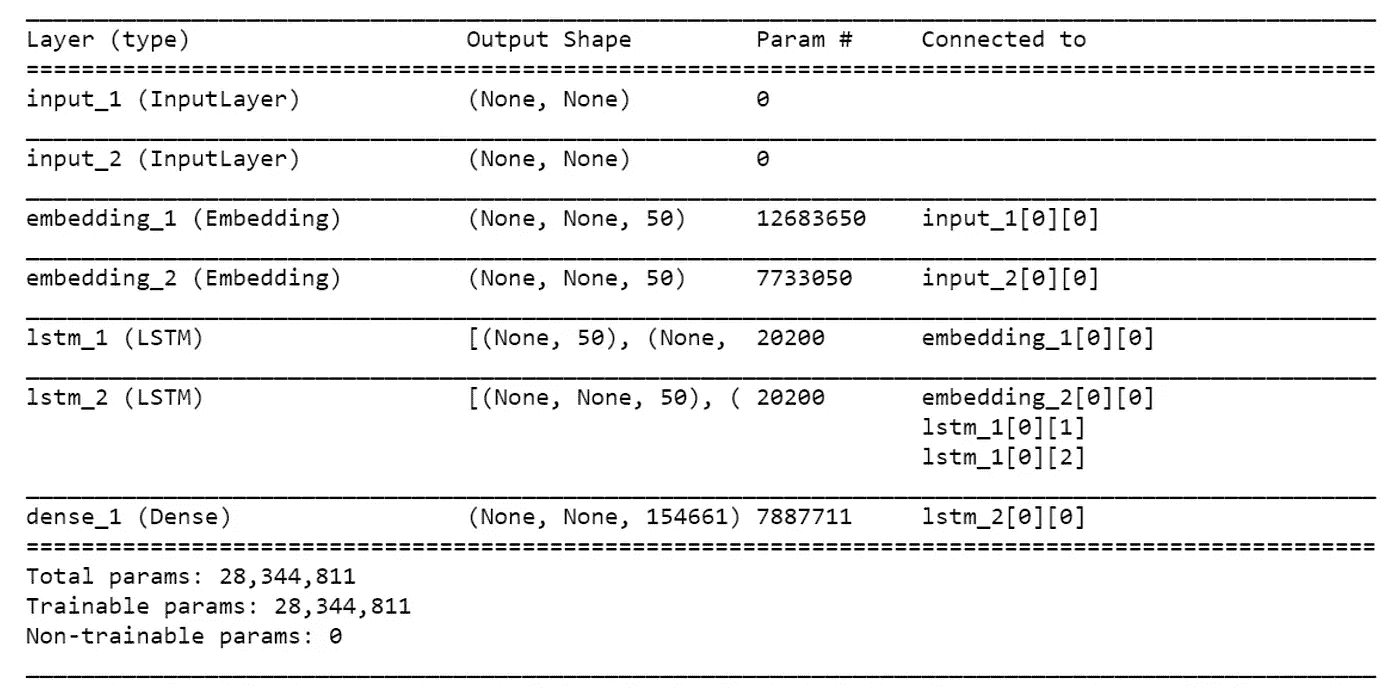 Layer (type) Output Shape Param # Connected to
input_1 (InputLayer) (None, None) 0
input_2 (InputLayer) (None, None) 0
embedding_1 (Embedding) (None, None, 50) 12683650 input_1[0][0]
embedding_2 (Embedding) (None, None, 50) 7733050 input_2[0][0]
lstm_1 (LSTM) [(None, 50), (None, 20200 embedding_1[0][0]
lstm_2 (LSTM) [(None, None, 50), ( 20200 embedding_2[0][0]
lstm_1[0][1]
lstm_1[0][2]
dense_1 (Dense) (None, None, 154661) 7887711 lstm_2[0][0]
Total params: 28,344,811
Trainable params: 28,344,811
Non-trainable params: 0